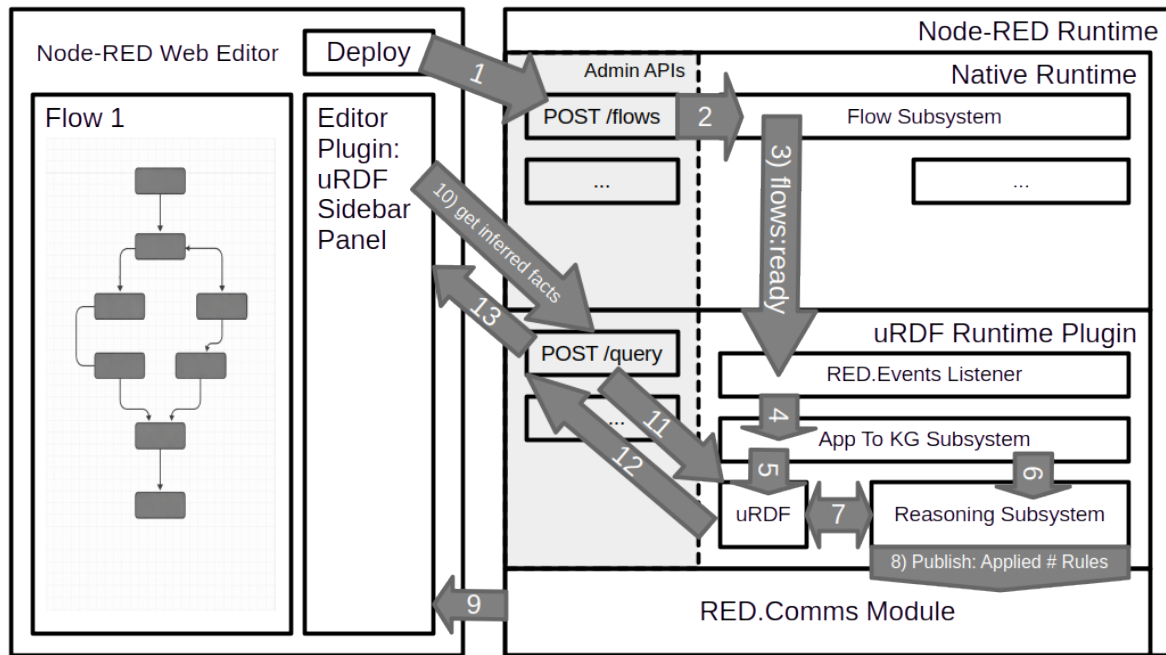 Node-RED Web Editor
Deploy
Flow 1
Editor
Plugin:
uRDF
Sidebar
Panel
Node-RED Runtime
Native Runtime
Admin APIs
1
POST /flows
2
Flow Subsystem
...
...
3) flows:ready
10) get inferred facts
13
uRDF Runtime Plugin
POST /query
RED.Events Listener
...
11
4
App To KG Subsystem
12
5
6
uRDF
7
Reasoning Subsystem
8) Publish: Applied # Rules
9
RED.Comms Module